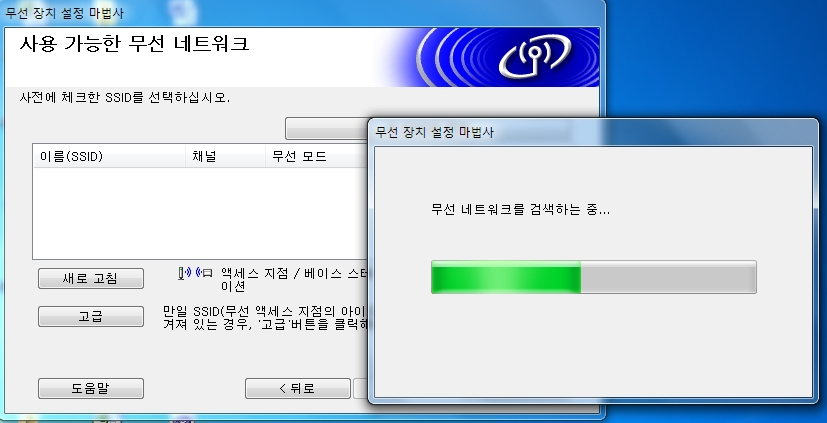 무선 장치 설정 마법사
사용 가능한 무선 네트워크
사전에 체크한 SSID를 선택하십시오.
이름(SSID) 채널 무선 모드
새로 고침
액세스 지점 / 베이스 스테
이션
고급
만일 SSID(무선 액세스 지점의 아이
겨져 있는 경우, '고급'버튼을 클릭해
도움말
< 뒤로
무선 장치 설정 마법사
무선 네트워크를 검색하는 중...